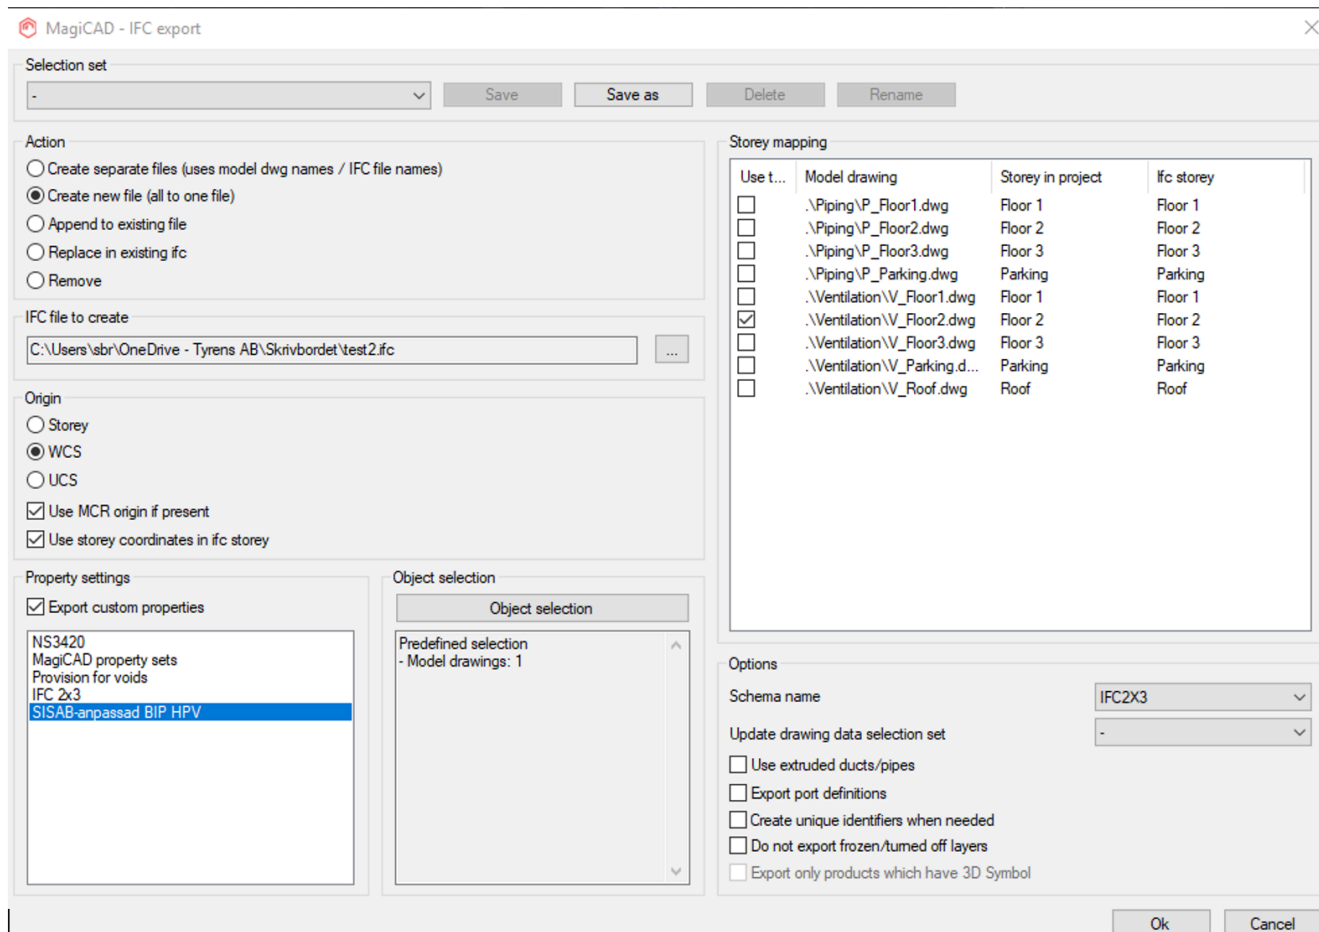 MagiCAD - IFC export
Selection set
-
Save
Save as
Delete
Rename
Action
Create separate files (uses model dwg names / IFC file names)
Create new file (all to one file)
Append to existing file
Replace in existing ifc
Remove
IFC file to create
C:\Users\sbr\OneDrive - Tyrens AB\Skrivbordet\test2.ifc
...
Origin
Storey
WCS
UCS
Use MCR origin if present
Use storey coordinates in ifc storey
Property settings
Export custom properties
NS3420
MagiCAD property sets
Provision for voids
IFC 2x3
SISAB-anpassad BIP HPV
Object selection
Object selection
Predefined selection
- Model drawings: 1
Storey mapping
Use t... Model drawing Storey in project Ifc storey
.\Piping\P_Floor1.dwg Floor 1 Floor 1
.\Piping\P_Floor2.dwg Floor 2 Floor 2
.\Piping\P_Floor3.dwg Floor 3 Floor 3
.\Piping\P_Parking.dwg Parking Parking
.\Ventilation\V_Floor1.dwg Floor 1 Floor 1
.\Ventilation\V_Floor2.dwg Floor 2 Floor 2
.\Ventilation\V_Floor3.dwg Floor 3 Floor 3
.\Ventilation\V_Parking.d... Parking Parking
.\Ventilation\V_Roof.dwg Roof Roof
Options
Schema name IFC2X3
Update drawing data selection set -
Use extruded ducts/pipes
Export port definitions
Create unique identifiers when needed
Do not export frozen/turned off layers
Export only products which have 3D Symbol
Ok
Cancel